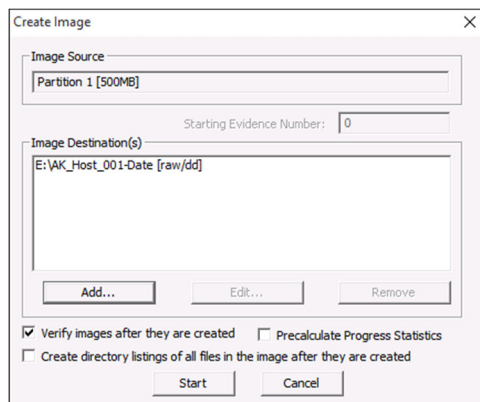 Create Image
Image Source
Partition 1 [500MB]
Starting Evidence Number: 0
Image Destination(s)
E:\AK_Host_001-Date [raw/dd]
Add... Edit... Remove
Verify images after they are created Precalculate Progress Statistics
Create directory listings of all files in the image after they are created
Start Cancel